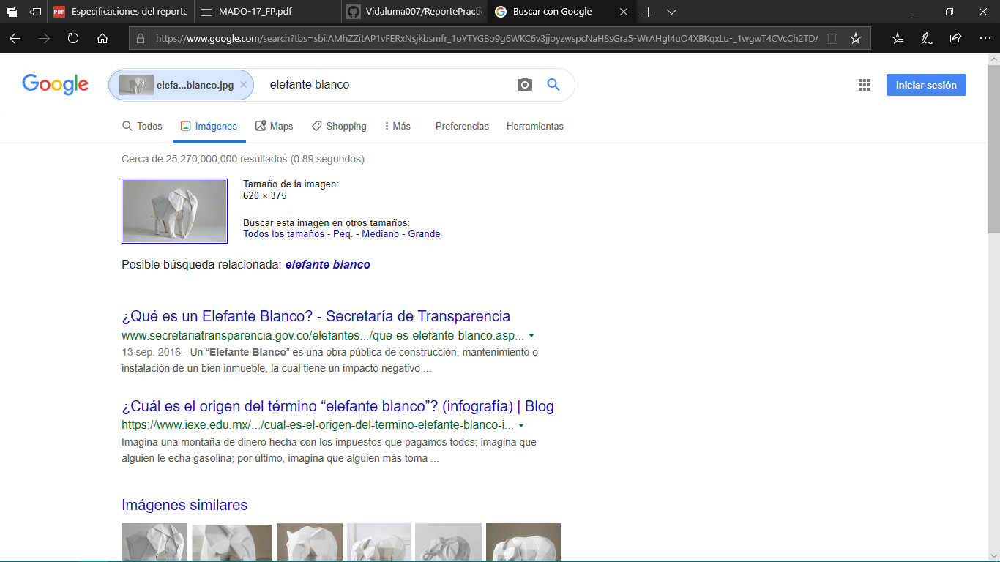 PDF Especificaciones del reporte
MADO-17_FP.pdf
Vidaluma007/ReportePracti
Buscar con Google
https://www.google.com/search?tbs=sbi:AMhZZitAP1vFERxNsjkbsmfr_1oYTYGBo9g6WKC6v3jjoyzwspcNaHSsGra5-WrAHgI4uO4XBKqxLu-_1wgwT4CVcCh2TDA
Google
elefa...blanco.jpg
elefante blanco
Iniciar sesión
Todos
Imágenes
Maps
Shopping
Más
Preferencias
Herramientas
Cerca de 25,270,000,000 resultados (0.89 segundos)
Tamaño de la imagen:
620 × 375
Buscar esta imagen en otros tamaños:
Todos los tamaños - Peq. - Mediano - Grande
Posible búsqueda relacionada: elefante blanco
¿Qué es un Elefante Blanco? - Secretaría de Transparencia
www.secretariatransparencia.gov.co/elefantes.../que-es-elefante-blanco.asp...
13 sep. 2016 - Un “Elefante Blanco” es una obra pública de construcción, mantenimiento o
instalación de un bien inmueble, la cual tiene un impacto negativo ...
¿Cuál es el origen del término “elefante blanco”? (infografía) | Blog
https://www.iexe.edu.mx/.../cual-es-el-origen-del-termino-elefante-blanco-i...
Imagina una montaña de dinero hecha con los impuestos que pagamos todos; imagina que
alguien le echa gasolina; por último, imagina que alguien más toma ...
Imágenes similares